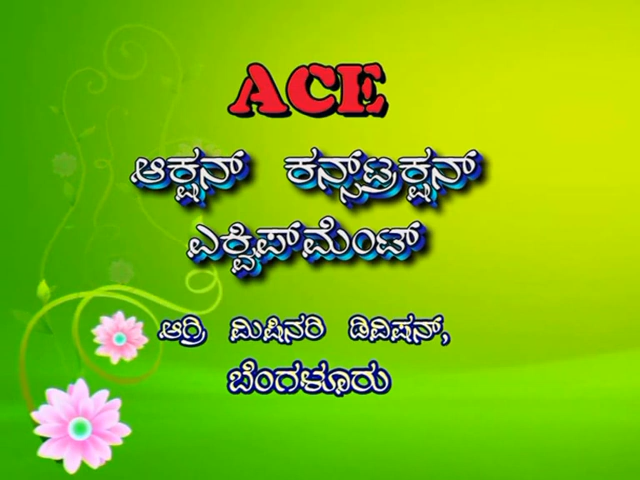 ACE
ಆಕ್ಷನ್ ಕನ್ಸ್‌ಟ್ರಕ್ಷನ್
ಎಕ್ವಿಪ್‌ಮೆಂಟ್
ಆಗ್ರಿ ಮಿಷಿನರಿ ಡಿವಿಷನ್,
ಬೆಂಗಳೂರು